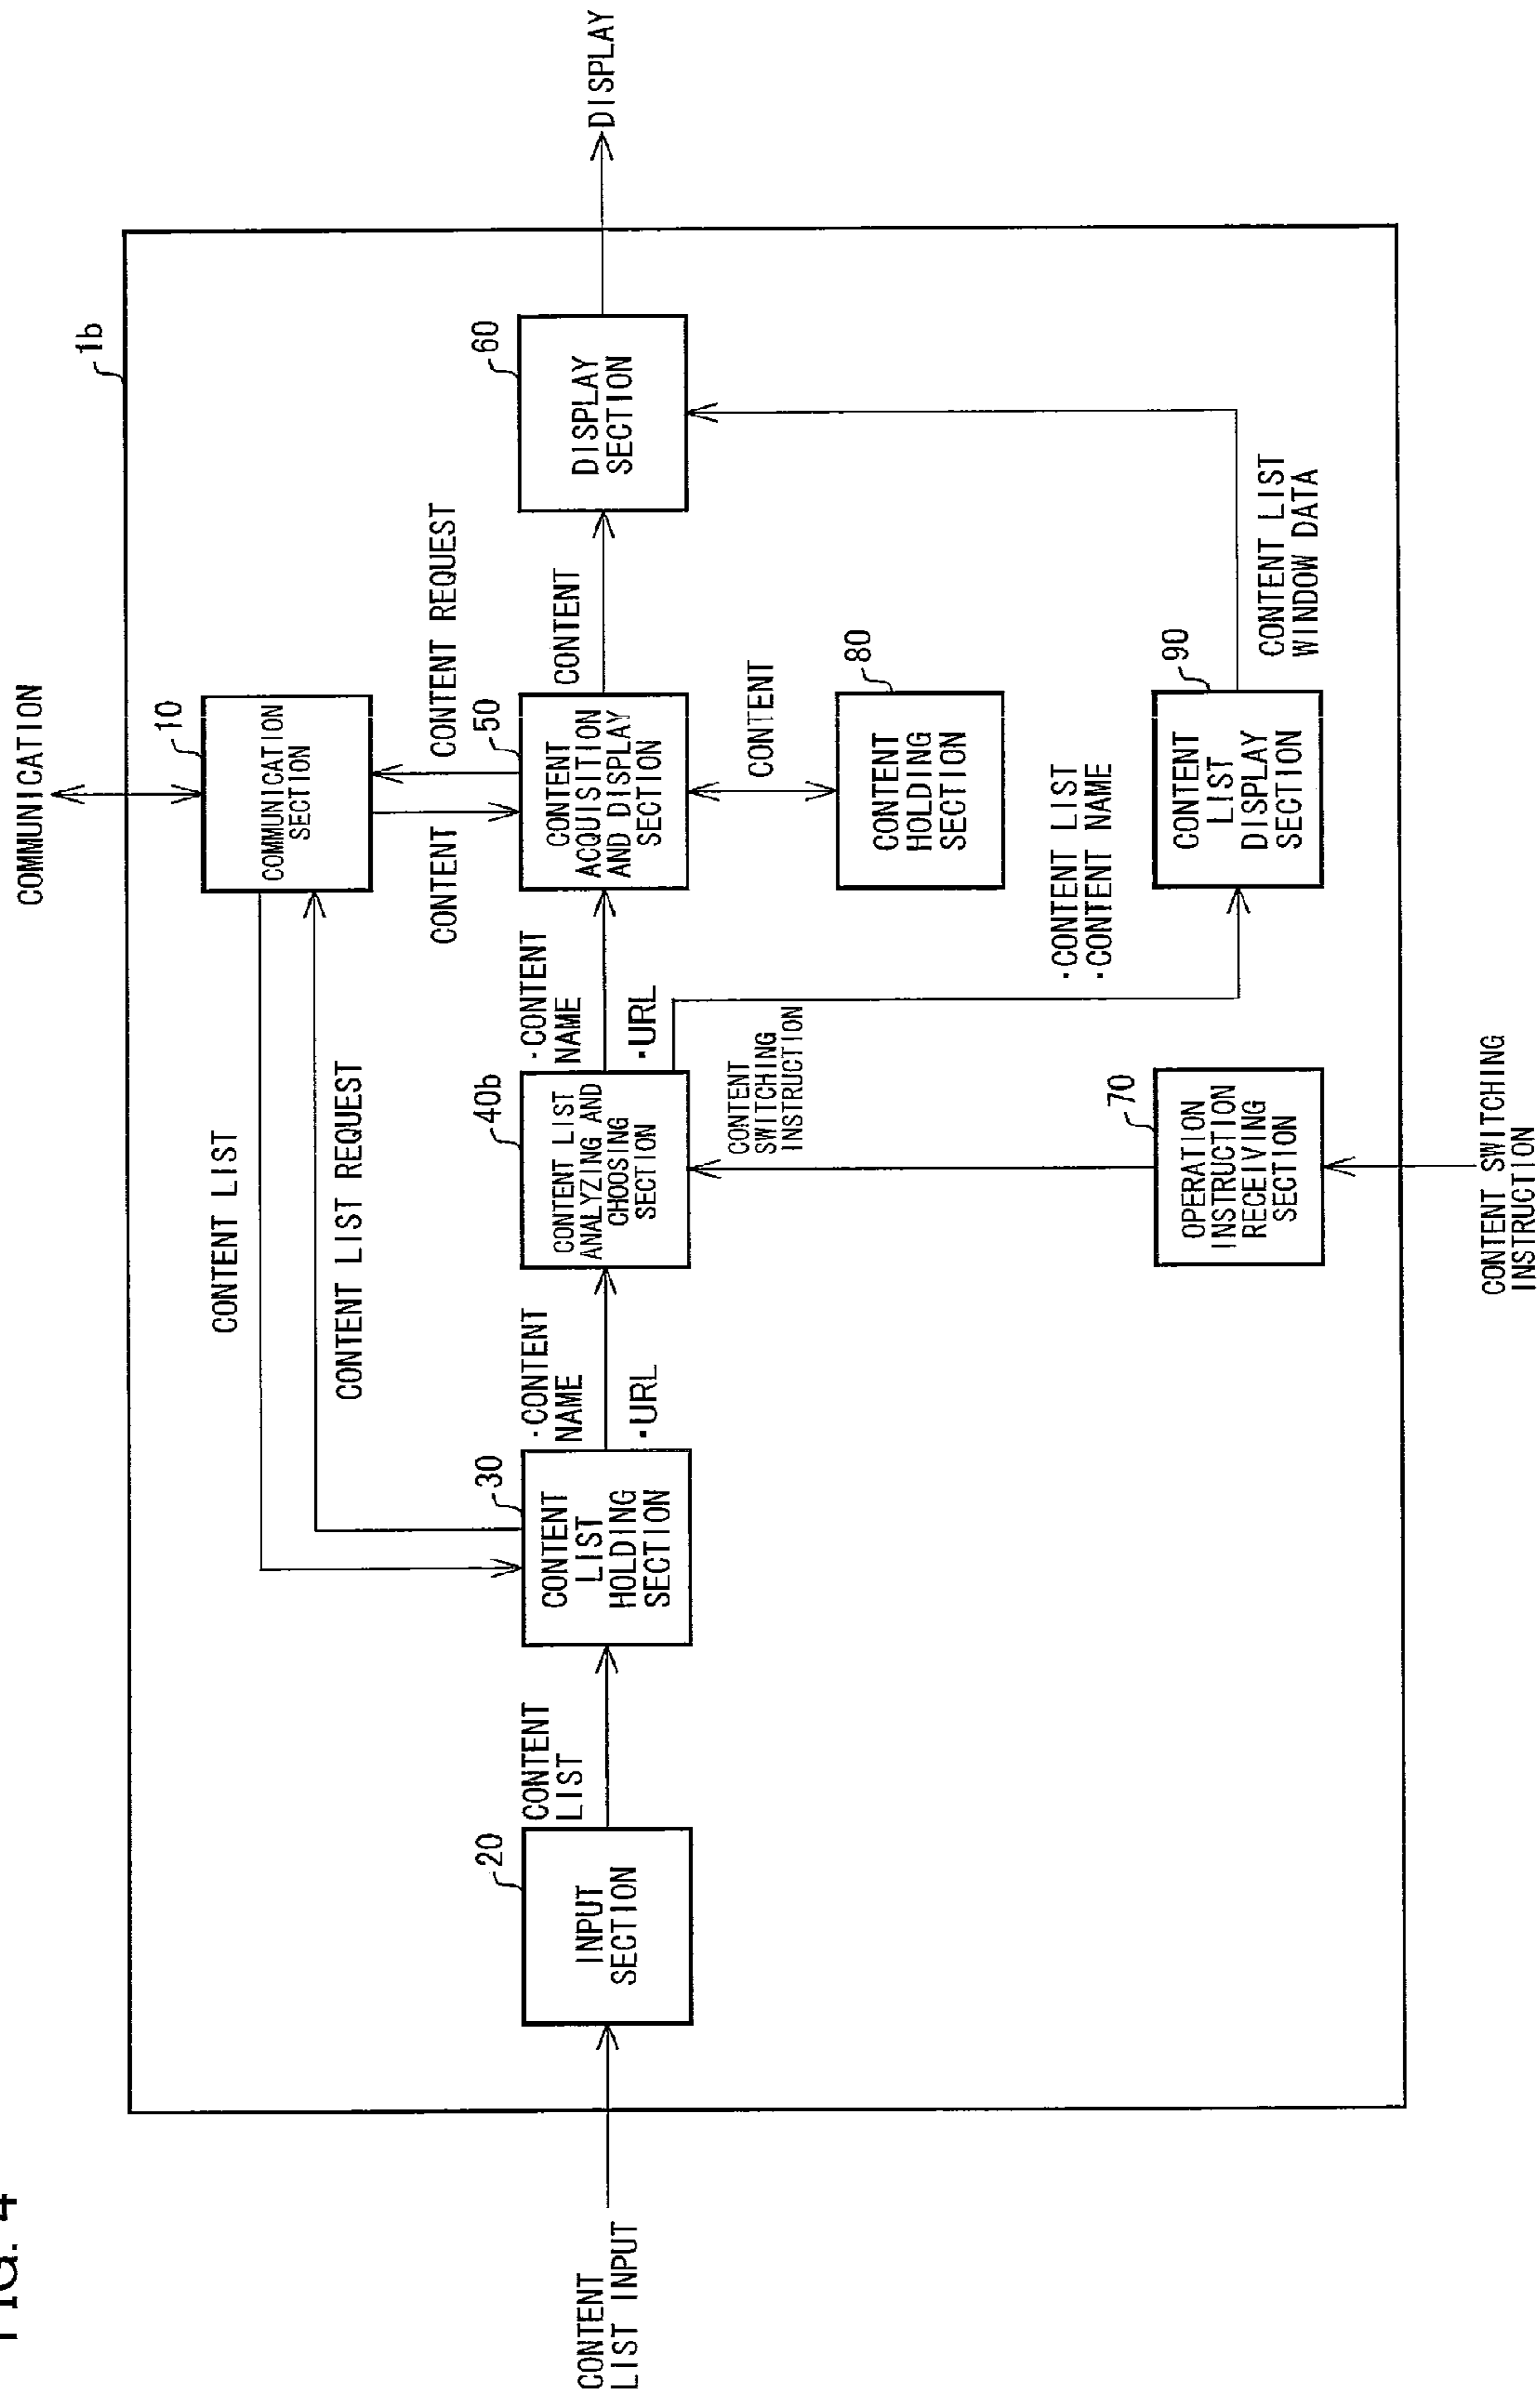 FIG. 4
COMMUNICATION
1b
10
COMMUNICATION
SECTION
CONTENT LIST
CONTENT LIST REQUEST
CONTENT
CONTENT REQUEST
CONTENT
LIST INPUT
20
INPUT
SECTION
CONTENT
LIST
30
CONTENT
LIST
HOLDING
SECTION
·CONTENT
NAME
·URL
40b
CONTENT LIST
ANALYZING AND
CHOOSING
SECTION
·CONTENT
NAME
·URL
50
CONTENT
ACQUISITION
AND DISPLAY
SECTION
CONTENT
60
DISPLAY
SECTION
DISPLAY
CONTENT
SWITCHING
INSTRUCTION
CONTENT
80
CONTENT
HOLDING
SECTION
·CONTENT LIST
·CONTENT NAME
70
OPERATION
INSTRUCTION
RECEIVING
SECTION
90
CONTENT
LIST
DISPLAY
SECTION
CONTENT LIST
WINDOW DATA
CONTENT SWITCHING
INSTRUCTION